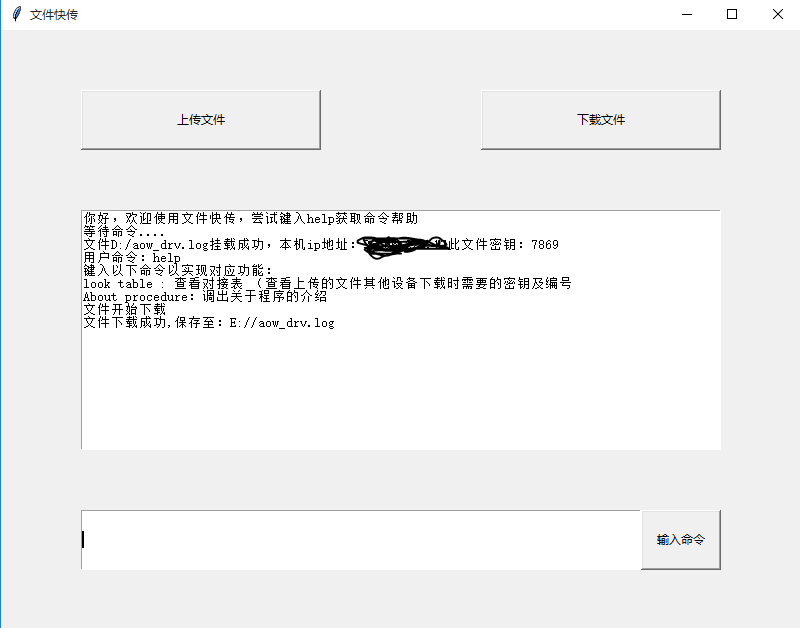 文件快传
上传文件 下载文件
你好，欢迎使用文件快传，尝试键入help获取命令帮助
等待命令....
文件D:/aow_drv.log挂载成功，本机ip地址： 此文件密钥：7869
用户命令：help
键入以下命令以实现对应功能：
look table : 查看对接表 （查看上传的文件其他设备下载时需要的密钥及编号
About procedure：调出关于程序的介绍
文件开始下载
文件下载成功,保存至：E://aow_drv.log
输入命令